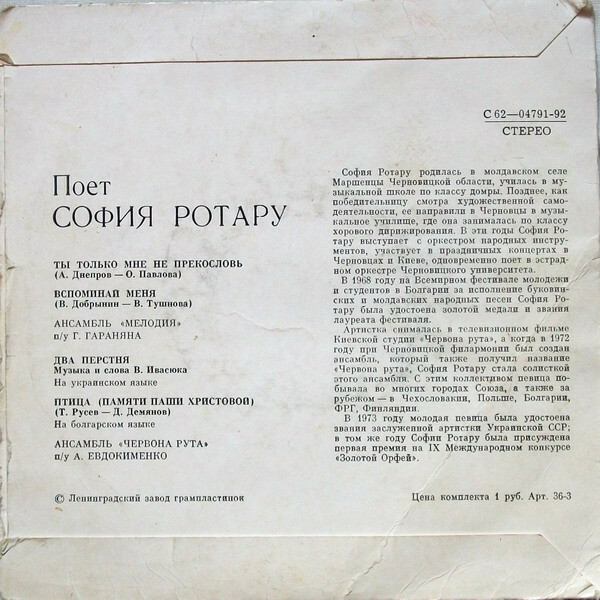 С 62—04791-92
СТЕРЕО
Поет
СОФИЯ РОТАРУ
ТЫ ТОЛЬКО МНЕ НЕ ПРЕКОСЛОВЬ
(А. Днепров — О. Павлова)
ВСПОМИНАЙ МЕНЯ
(В. Добрынин — В. Тушнова)
АНСАМБЛЬ «МЕЛОДИЯ»
п/у Г. ГАРАНЯНА
ДВА ПЕРСТНЯ
Музыка и слова В. Ивасюка
На украинском языке
ПТИЦА (ПАМЯТИ ПАШИ ХРИСТОВОЙ)
(Т. Русев — Д. Демянов)
На болгарском языке
АНСАМБЛЬ «ЧЕРВОНА РУТА»
п/у А. ЕВДОКИМЕНКО
София Ротару родилась в молдавском селе
Маршенцы Черновицкой области, училась в му-
зыкальной школе по классу домры. Позднее, как
победительницу смотра художественной само-
деятельности, ее направили в Черновцы в музы-
кальное училище, где она занималась по классу
хорового дирижирования. В эти годы София Ро-
тару выступает с оркестром народных инстру-
ментов, участвует в праздничных концертах в
Черновцах и Киеве, одновременно поет в эстрад-
ном оркестре Черновицкого университета.
В 1968 году на Всемирном фестивале молодежи
и студентов в Болгарии за исполнение буковин-
ских и молдавских народных песен София Ро-
тару была удостоена золотой медали и звания
лауреата фестиваля.
Артистка снималась в телевизионном фильме
Киевской студии «Червона рута», а когда в 1972
году при Черновицкой филармонии был создан
ансамбль, который также получил название
«Червона рута», София Ротару стала солисткой
этого ансамбля. С этим коллективом певица по-
бывала во многих городах Союза, а также за
рубежом — в Чехословакии, Польше, Болгарии,
ФРГ, Финляндии.
В 1973 году молодая певица была удостоена
звания заслуженной артистки Украинской ССР;
в том же году Софии Ротару была присуждена
первая премия на IX Международном конкурсе
«Золотой Орфей».
© Ленинградский завод грампластинок
Цена комплекта 1 руб. Арт. 36-3